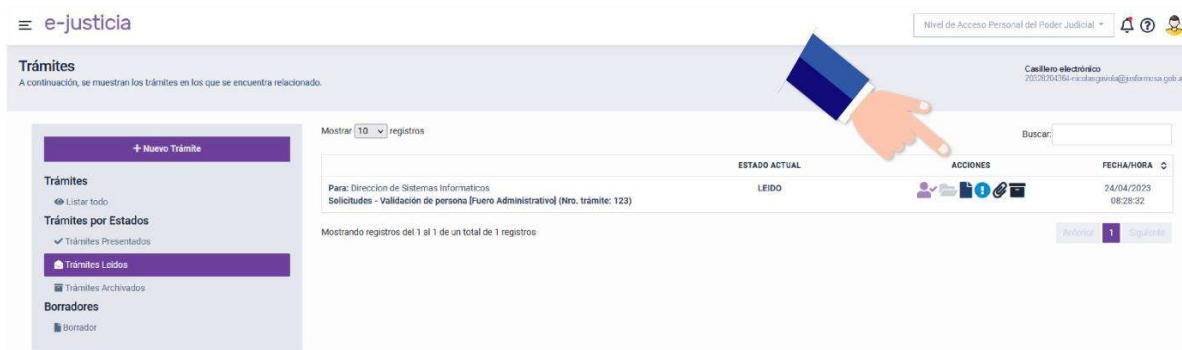 e-justicia
Nivel de Acceso Personal del Poder Judicial
Trámites
A continuación, se muestran los trámites en los que se encuentra relacionado.
Casillero electrónico
+ Nuevo Trámite
Trámites
Listar todo
Trámites por Estados
Trámites Presentados
Trámites Leídos
Trámites Archivados
Borradores
Borrador
Mostrar 10 registros
Buscar:
ESTADO ACTUAL ACCIONES FECHA/HORA
Para: Direccion de Sistemas Informaticos LEIDO 24/04/2023
Solicitudes - Validación de persona [Fuero Administrativo] (Nro. trámite: 123) 08:28:32
Mostrando registros del 1 al 1 de un total de 1 registros
Anterior 1 Siguiente